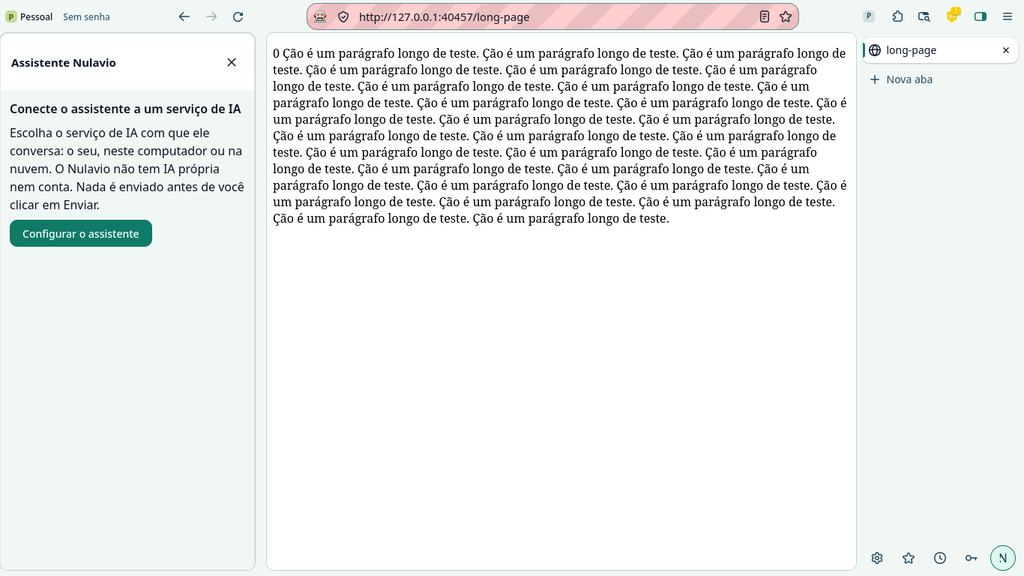 P Pessoal Sem senha
http://127.0.0.1:40457/long-page
P
Assistente Nulavio
Conecte o assistente a um serviço de IA
Escolha o serviço de IA com que ele
conversa: o seu, neste computador ou na
nuvem. O Nulavio não tem IA própria
nem conta. Nada é enviado antes de você
clicar em Enviar.
Configurar o assistente
0 Ção é um parágrafo longo de teste. Ção é um parágrafo longo de teste. Ção é um parágrafo longo de
teste. Ção é um parágrafo longo de teste. Ção é um parágrafo longo de teste. Ção é um parágrafo
longo de teste. Ção é um parágrafo longo de teste. Ção é um parágrafo longo de teste. Ção é um
parágrafo longo de teste. Ção é um parágrafo longo de teste. Ção é um parágrafo longo de teste. Ção é
um parágrafo longo de teste. Ção é um parágrafo longo de teste. Ção é um parágrafo longo de teste.
Ção é um parágrafo longo de teste. Ção é um parágrafo longo de teste. Ção é um parágrafo longo de
teste. Ção é um parágrafo longo de teste. Ção é um parágrafo longo de teste. Ção é um parágrafo
longo de teste. Ção é um parágrafo longo de teste. Ção é um parágrafo longo de teste. Ção é um
parágrafo longo de teste. Ção é um parágrafo longo de teste. Ção é um parágrafo longo de teste. Ção é
um parágrafo longo de teste. Ção é um parágrafo longo de teste. Ção é um parágrafo longo de teste.
Ção é um parágrafo longo de teste. Ção é um parágrafo longo de teste.
long-page
Nova aba
N